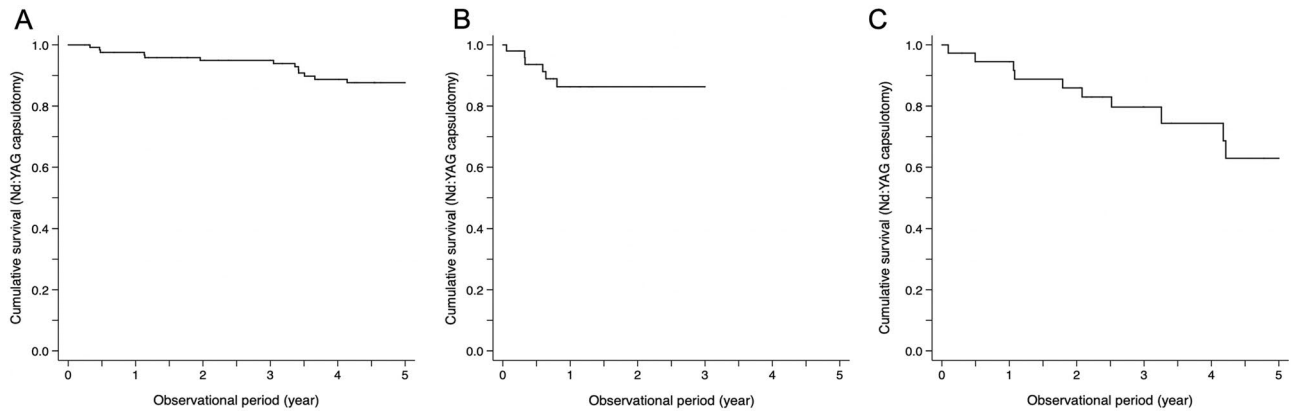 A
Cumulative survival (Nd:YAG capsulotomy)
1.0
0.8
0.6
0.4
0.2
0.0
0 1 2 3 4 5
Observational period (year)
B
Cumulative survival (Nd:YAG capsulotomy)
1.0
0.8
0.6
0.4
0.2
0.0
0 1 2 3 4 5
Observational period (year)
C
Cumulative survival (Nd:YAG capsulotomy)
1.0
0.8
0.6
0.4
0.2
0.0
0 1 2 3 4 5
Observational period (year)